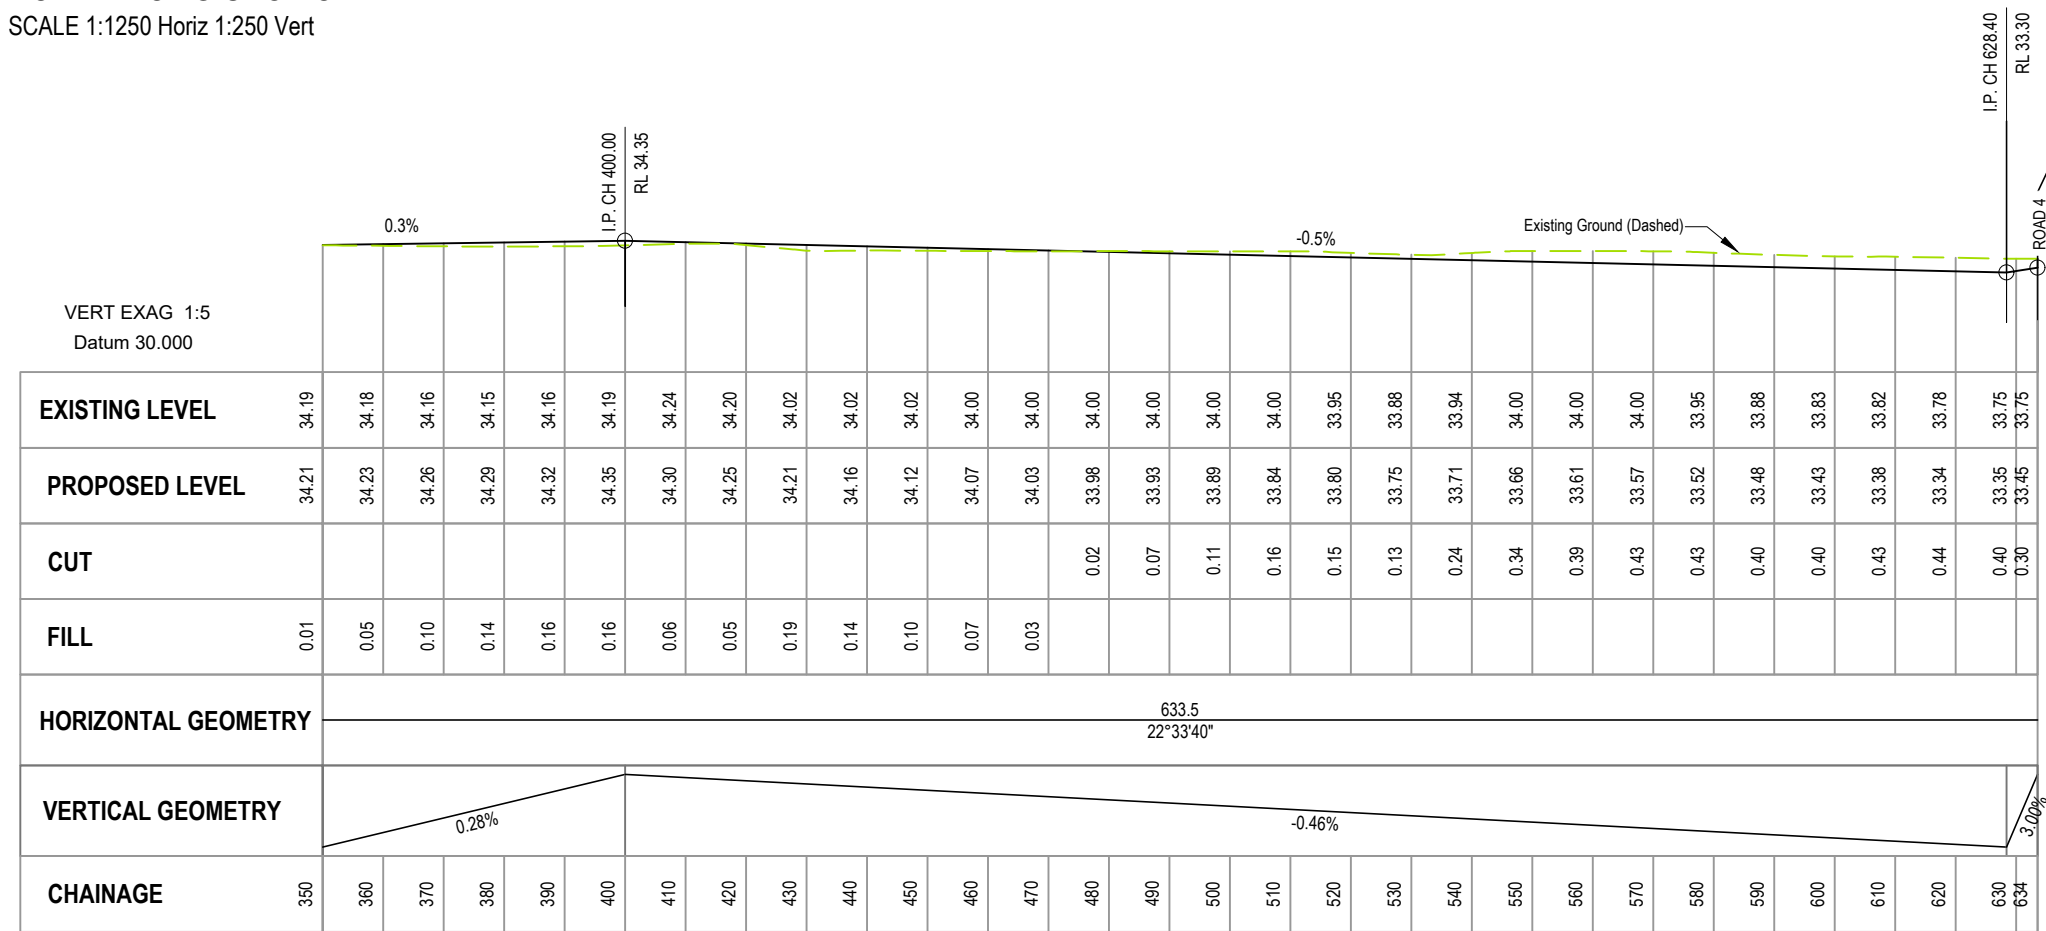 SCALE 1:1250 Horiz 1:250 Vert
I.P. CH 400.00
RL 34.35
I.P. CH 628.40
RL 33.30
ROAD 4
0.3%
-0.5%
Existing Ground (Dashed)
VERT EXAG 1:5
Datum 30.000
EXISTING LEVEL 34.19 34.18 34.16 34.15 34.16 34.19 34.24 34.20 34.02 34.02 34.02 34.00 34.00 34.00 34.00 34.00 34.00 33.95 33.88 33.94 34.00 34.00 34.00 33.95 33.88 33.83 33.82 33.78 33.75 33.75
PROPOSED LEVEL 34.21 34.23 34.26 34.29 34.32 34.35 34.30 34.25 34.21 34.16 34.12 34.07 34.03 33.98 33.93 33.89 33.84 33.80 33.75 33.71 33.66 33.61 33.57 33.52 33.48 33.43 33.38 33.34 33.35 33.45
CUT 0.02 0.07 0.11 0.16 0.15 0.13 0.24 0.34 0.39 0.43 0.43 0.40 0.40 0.43 0.44 0.40 0.30
FILL 0.01 0.05 0.10 0.14 0.16 0.16 0.06 0.05 0.19 0.14 0.10 0.07 0.03
HORIZONTAL GEOMETRY 633.5
22°33'40"
VERTICAL GEOMETRY 0.28% -0.46% 3.00%
CHAINAGE 350 360 370 380 390 400 410 420 430 440 450 460 470 480 490 500 510 520 530 540 550 560 570 580 590 600 610 620 630 634